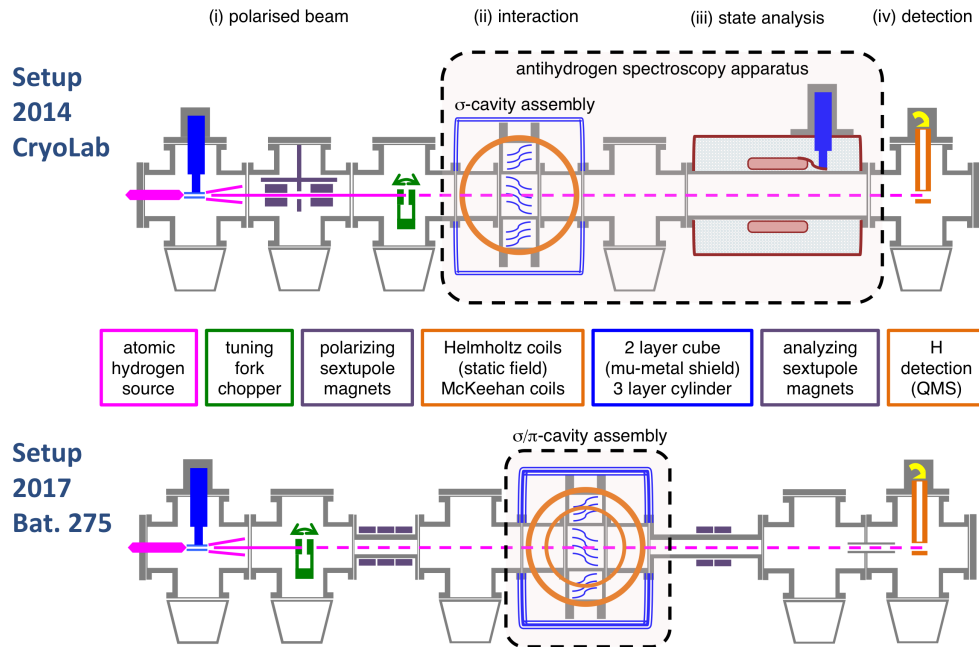 (i) polarised beam
(ii) interaction
(iii) state analysis
(iv) detection
Setup
2014
CryoLab
antihydrogen spectroscopy apparatus
σ-cavity assembly
atomic
hydrogen
source
tuning
fork
chopper
polarizing
sextupole
magnets
Helmholtz coils
(static field)
McKeehan coils
2 layer cube
(mu-metal shield)
3 layer cylinder
analyzing
sextupole
magnets
H
detection
(QMS)
Setup
2017
Bat. 275
σ/π-cavity assembly